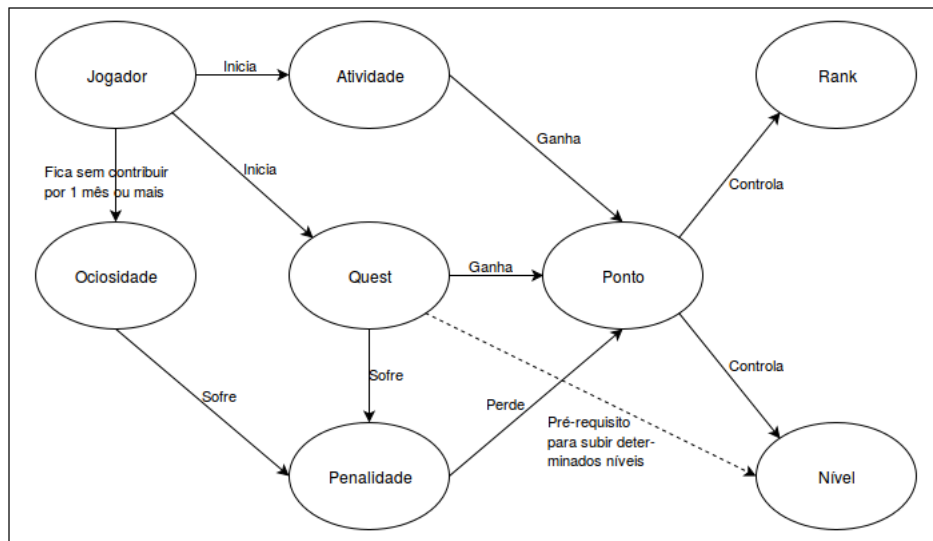 Jogador
Inicia
Atividade
Rank
Ganha
Fica sem contribuir
por 1 mês ou mais
Inicia
Controla
Ociosidade
Quest
Ganha
Ponto
Sofre
Sofre
Perde
Controla
Pré-requisito
para subir deter-
minados níveis
Penalidade
Nível